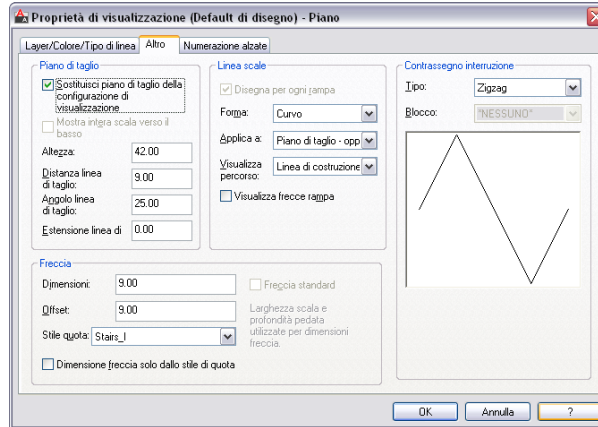 Proprietà di visualizzazione (Default di disegno) - Piano
Layer/Colore/Tipo di linea
Altro
Numerazione alzate
Piano di taglio
Sostituisci piano di taglio della
configurazione di
visualizzazione
Mostra intera scala verso il
basso
Altezza:
42.00
Distanza linea
di taglio:
9.00
Angolo linea
di taglio:
25.00
Estensione linea di
0.00
Linea scale
Disegna per ogni rampa
Forma:
Curvo
Applica a:
Piano di taglio - opp
Visualizza
percorso:
Linea di costruzione
Visualizza frecce rampa
Contrassegno interruzione
Tipo:
Zigzag
Blocco:
*NESSUNO*
Freccia
Dimensioni:
9.00
Offset:
9.00
Stile quota:
Stairs_I
Dimensione freccia solo dallo stile di quota
Freccia standard
Larghezza scala e
profondità pedata
utilizzate per dimensioni
freccia.
OK
Annulla
?